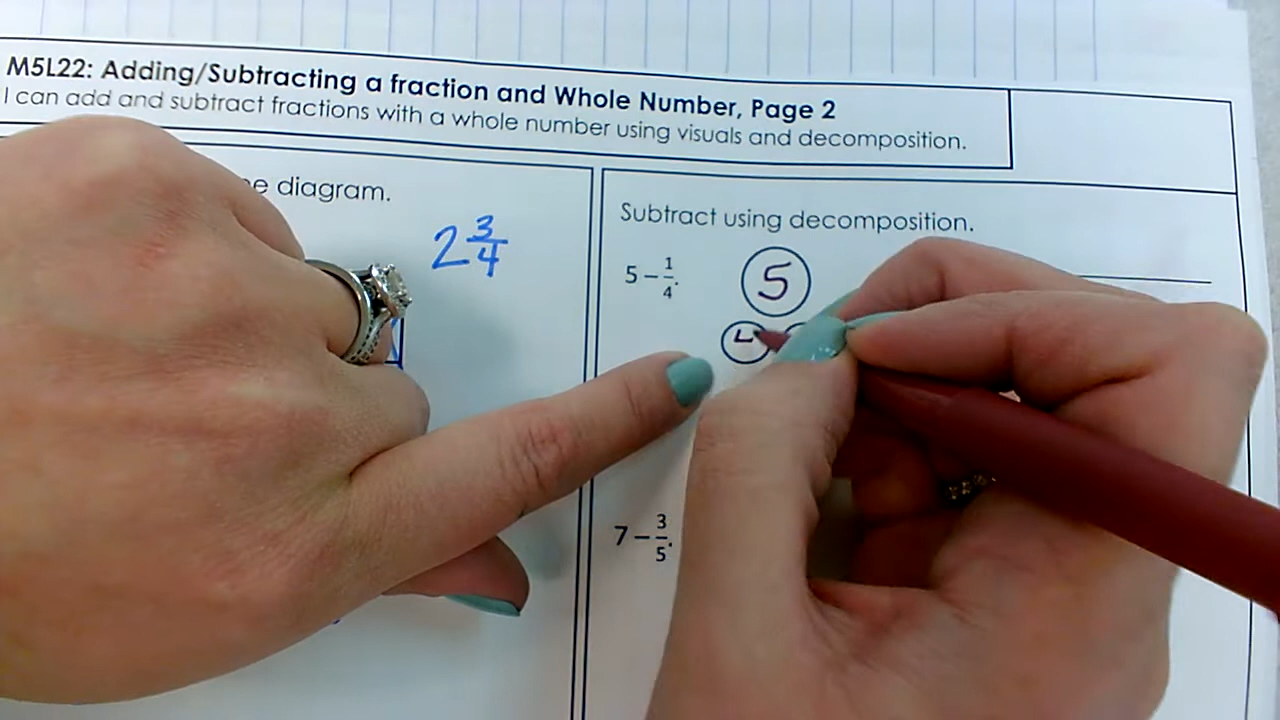 M5L22: Adding/Subtracting a fraction and Whole Number, Page 2
I can add and subtract fractions with a whole number using visuals and decomposition.
diagram.
2 3/4
Subtract using decomposition.
5 − 1/4.
5
4
7 − 3/5.